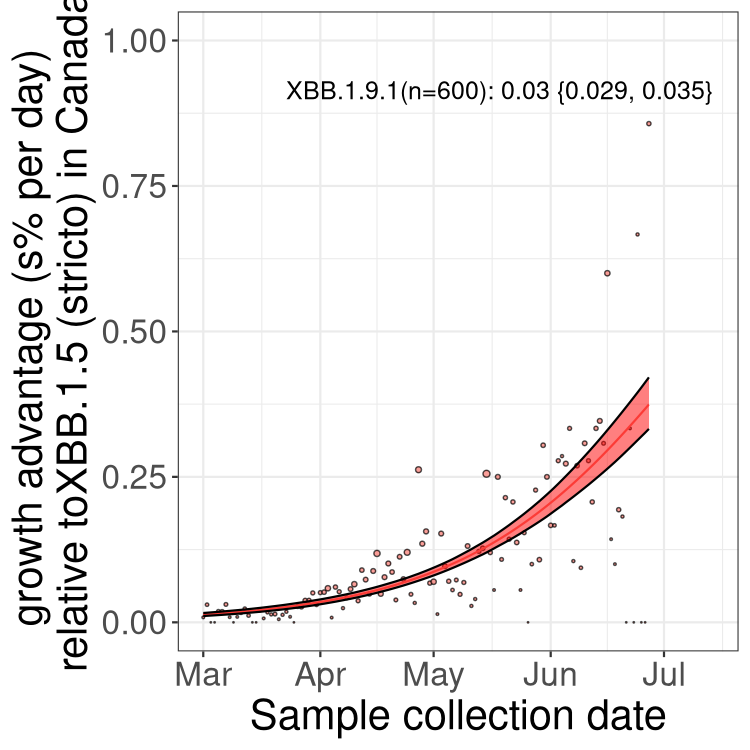 growth advantage (s% per day)
relative toXBB.1.5 (stricto) in Canada
1.00
0.75
0.50
0.25
0.00
XBB.1.9.1(n=600): 0.03 {0.029, 0.035}
Mar Apr May Jun Jul
Sample collection date